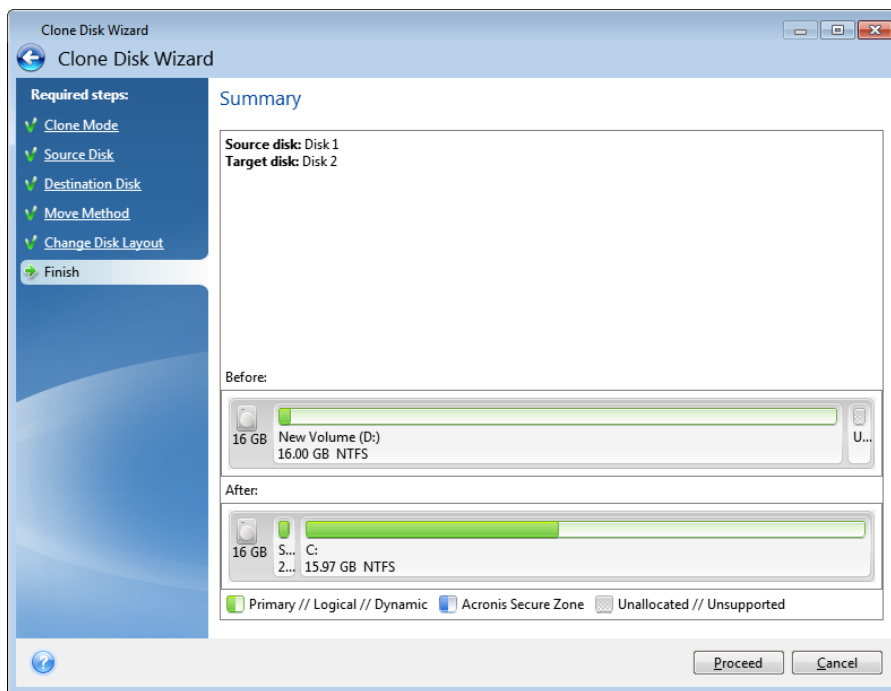 Clone Disk Wizard
Clone Disk Wizard
Required steps:
Clone Mode
Source Disk
Destination Disk
Move Method
Change Disk Layout
Finish
Summary
Source disk: Disk 1
Target disk: Disk 2
Before:
16 GB
New Volume (D:)
16.00 GB NTFS
U...
After:
16 GB
S...
2...
C:
15.97 GB NTFS
Primary // Logical // Dynamic
Acronis Secure Zone
Unallocated // Unsupported
?
Proceed
Cancel